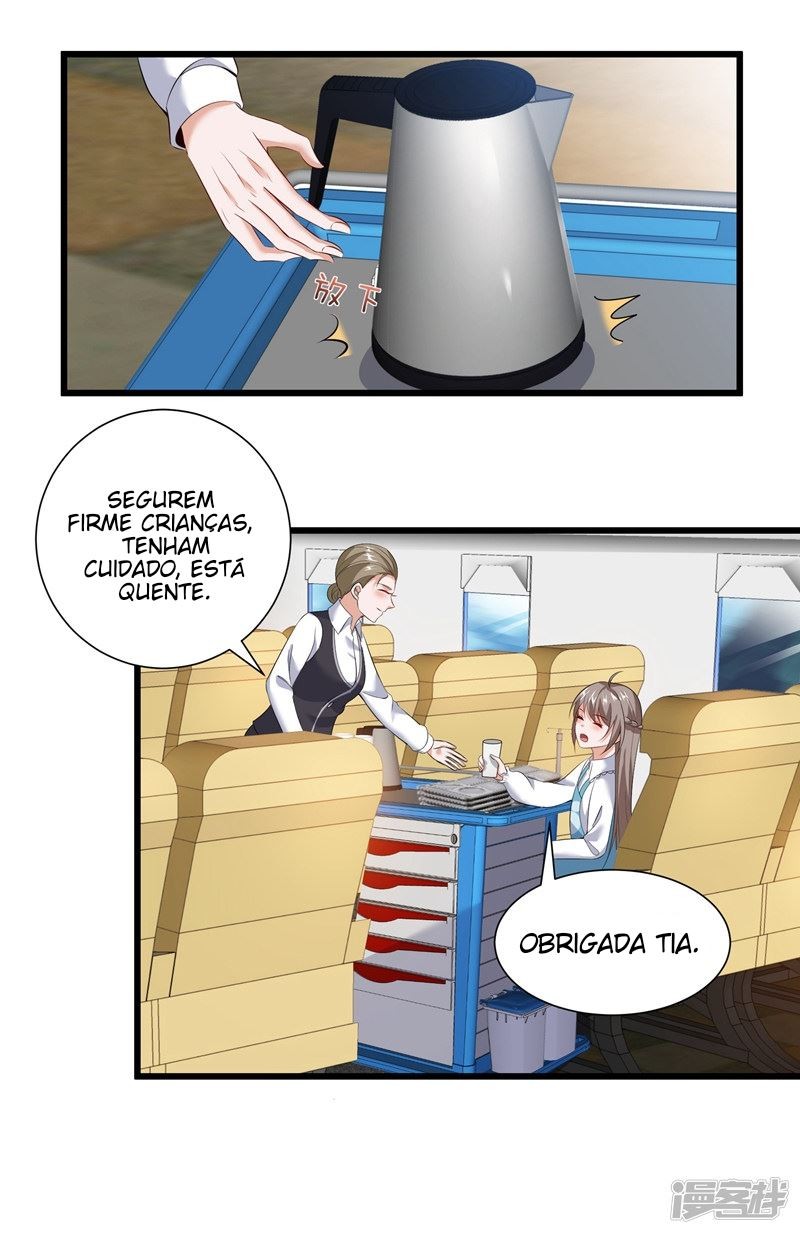 放下
SEGUREM
FIRME CRIANÇAS,
TENHAM
CUIDADO, ESTÁ
QUENTE.
OBRIGADA TIA.
漫客栈